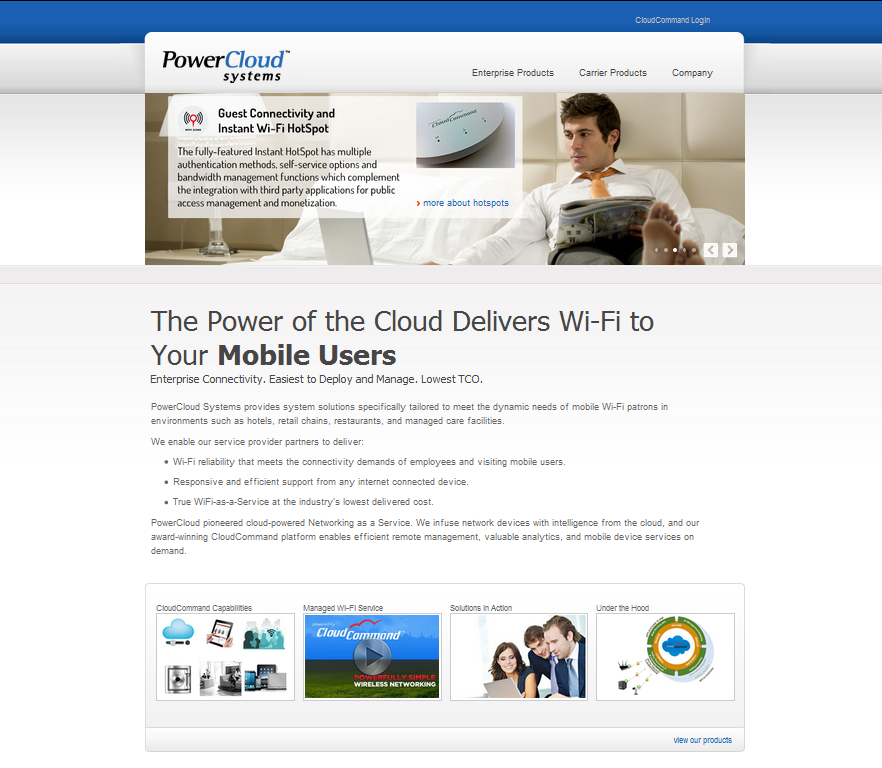 CloudCommand Login
PowerCloud™
systems
Enterprise Products
Carrier Products
Company
Guest Connectivity and
Instant Wi-Fi HotSpot
The fully-featured Instant HotSpot has multiple
authentication methods, self-service options and
bandwidth management functions which complement
the integration with third party applications for public
access management and monetization.
CloudCommand
more about hotspots
The Power of the Cloud Delivers Wi-Fi to
Your Mobile Users
Enterprise Connectivity. Easiest to Deploy and Manage. Lowest TCO.
PowerCloud Systems provides system solutions specifically tailored to meet the dynamic needs of mobile Wi-Fi patrons in
environments such as hotels, retail chains, restaurants, and managed care facilities.
We enable our service provider partners to deliver:
• Wi-Fi reliability that meets the connectivity demands of employees and visiting mobile users.
• Responsive and efficient support from any internet connected device.
• True WiFi-as-a-Service at the industry's lowest delivered cost.
PowerCloud pioneered cloud-powered Networking as a Service. We infuse network devices with intelligence from the cloud, and our
award-winning CloudCommand platform enables efficient remote management, valuable analytics, and mobile device services on
demand.
CloudCommand Capabilities
Managed Wi-Fi Service
Solutions In Action
Under the Hood
CloudCommand
POWERFULLY SIMPLE
WIRELESS NETWORKING
view our products